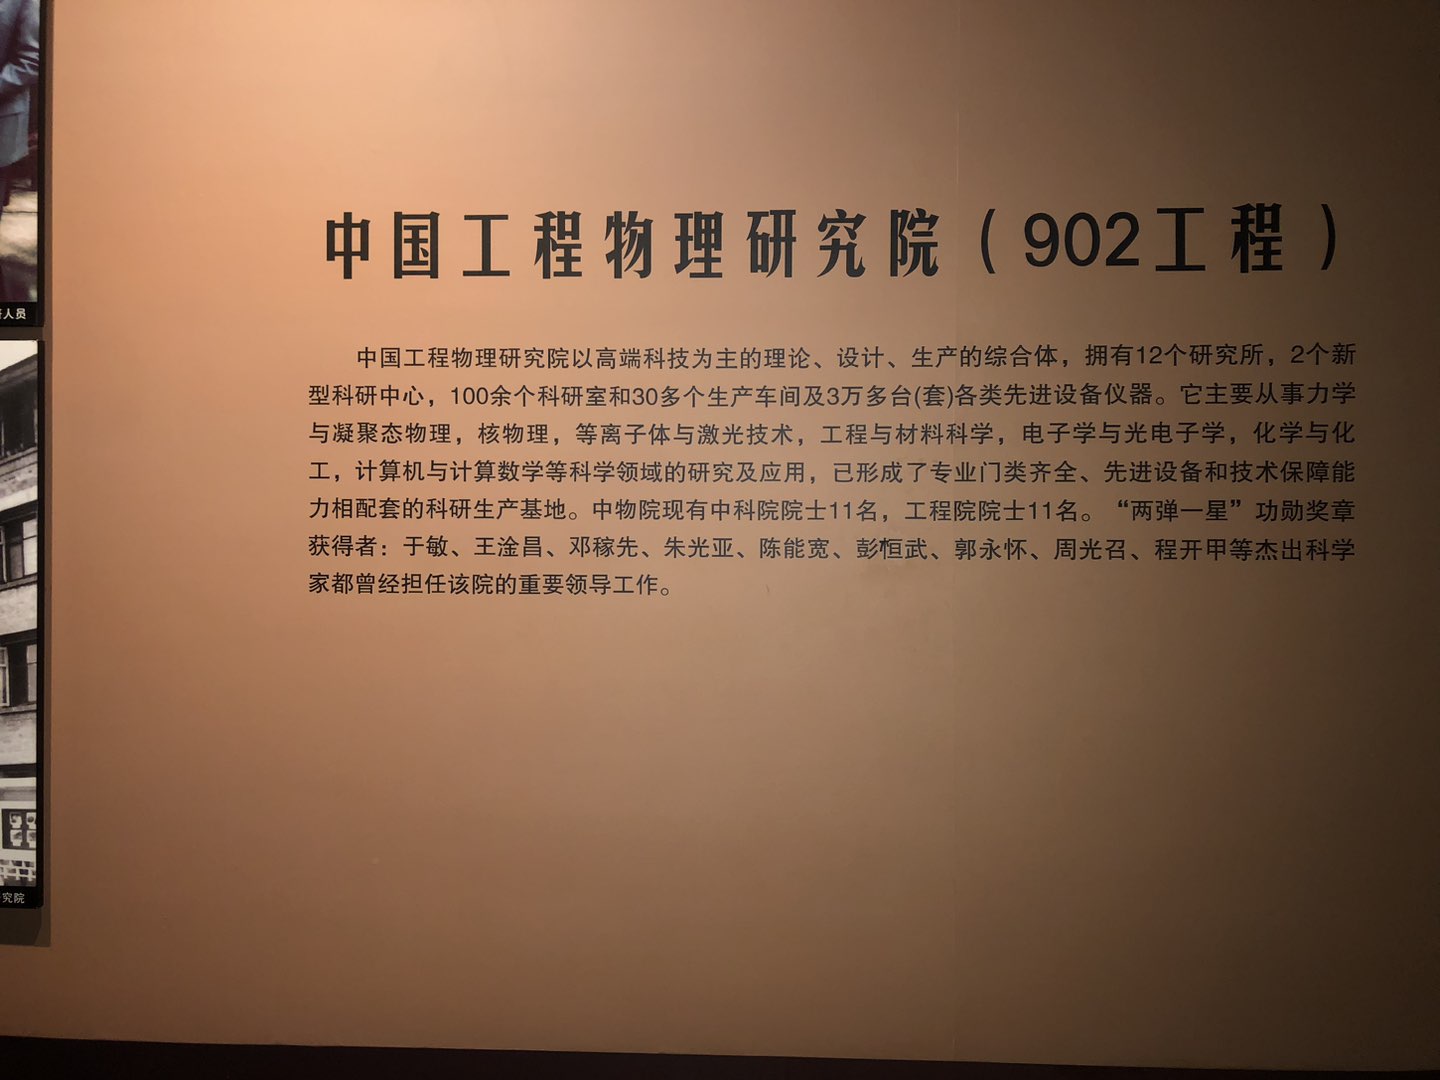 中国工程物理研究院（902工程）
中国工程物理研究院以高端科技为主的理论、设计、生产的综合体，拥有12个研究所，2个新
型科研中心，100余个科研室和30多个生产车间及3万多台(套)各类先进设备仪器。它主要从事力学
与凝聚态物理，核物理，等离子体与激光技术，工程与材料科学，电子学与光电子学，化学与化
工，计算机与计算数学等科学领域的研究及应用，已形成了专业门类齐全、先进设备和技术保障能
力相配套的科研生产基地。中物院现有中科院院士11名，工程院院士11名。“两弹一星”功勋奖章
获得者：于敏、王淦昌、邓稼先、朱光亚、陈能宽、彭恒武、郭永怀、周光召、程开甲等杰出科学
家都曾经担任该院的重要领导工作。
人员
究院